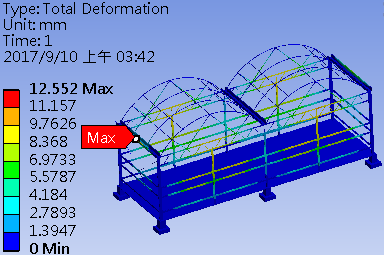 Type: Total Deformation
Unit: mm
Time: 1
2017/9/10 上午 03:42
12.552 Max
11.157
9.7626
8.368
6.9733
5.5787
4.184
2.7893
1.3947
0 Min
Max